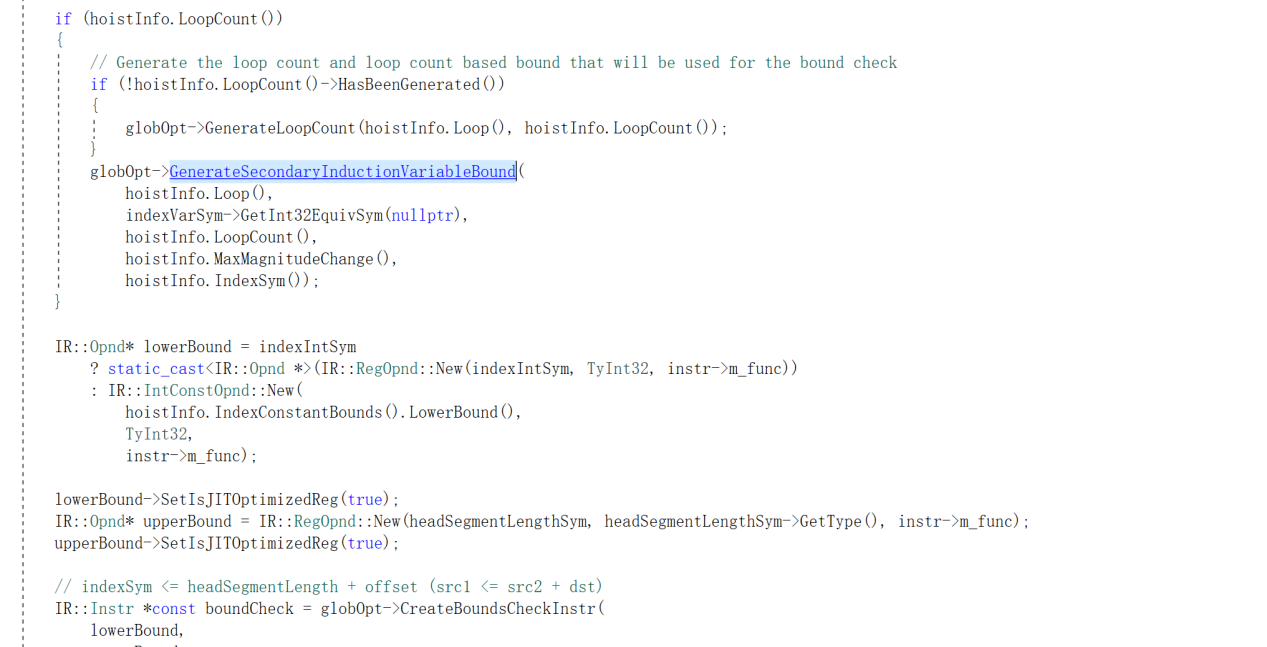 if (hoistInfo.LoopCount())
{
// Generate the loop count and loop count based bound that will be used for the bound check
if (!hoistInfo.LoopCount()->HasBeenGenerated())
{
globOpt->GenerateLoopCount(hoistInfo.Loop(), hoistInfo.LoopCount());
}
globOpt->GenerateSecondaryInductionVariableBound(
hoistInfo.Loop(),
indexVarSym->GetInt32EquivSym(nullptr),
hoistInfo.LoopCount(),
hoistInfo.MaxMagnitudeChange(),
hoistInfo.IndexSym());
}
IR::Opnd* lowerBound = indexIntSym
? static_cast<IR::Opnd *>(IR::RegOpnd::New(indexIntSym, TyInt32, instr->m_func))
: IR::IntConstOpnd::New(
hoistInfo.IndexConstantBounds().LowerBound(),
TyInt32,
instr->m_func);
lowerBound->SetIsJITOptimizedReg(true);
IR::Opnd* upperBound = IR::RegOpnd::New(headSegmentLengthSym, headSegmentLengthSym->GetType(), instr->m_func);
upperBound->SetIsJITOptimizedReg(true);
// indexSym <= headSegmentLength + offset (src1 <= src2 + dst)
IR::Instr *const boundCheck = globOpt->CreateBoundsCheckInstr(
lowerBound,